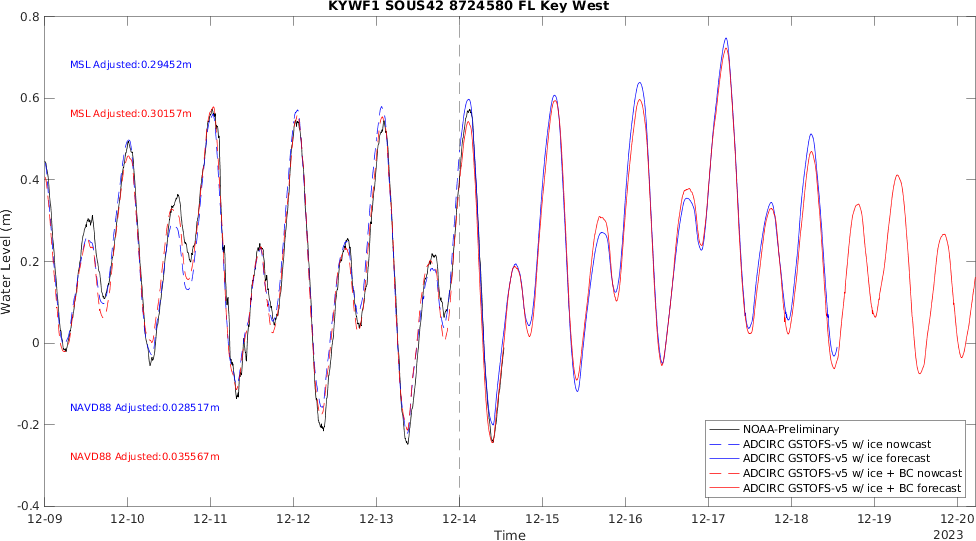 KYWF1 SOUS42 8724580 FL Key West
0.8
0.6
0.4
0.2
0
-0.2
-0.4
Water Level (m)
MSL Adjusted:0.29452m
MSL Adjusted:0.30157m
NAVD88 Adjusted:0.028517m
NAVD88 Adjusted:0.035567m
NOAA-Preliminary
ADCIRC GSTOFS-v5 w/ ice nowcast
ADCIRC GSTOFS-v5 w/ ice forecast
ADCIRC GSTOFS-v5 w/ ice + BC nowcast
ADCIRC GSTOFS-v5 w/ ice + BC forecast
12-09 12-10 12-11 12-12 12-13 12-14 12-15 12-16 12-17 12-18 12-19 12-20
Time
2023